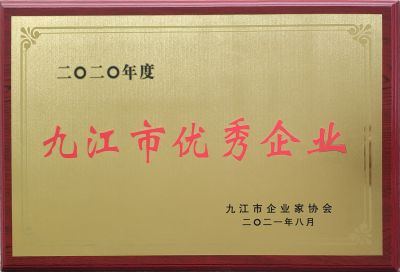 二〇二〇年度
九江市优秀企业
九江市企业家协会
二〇二一年八月